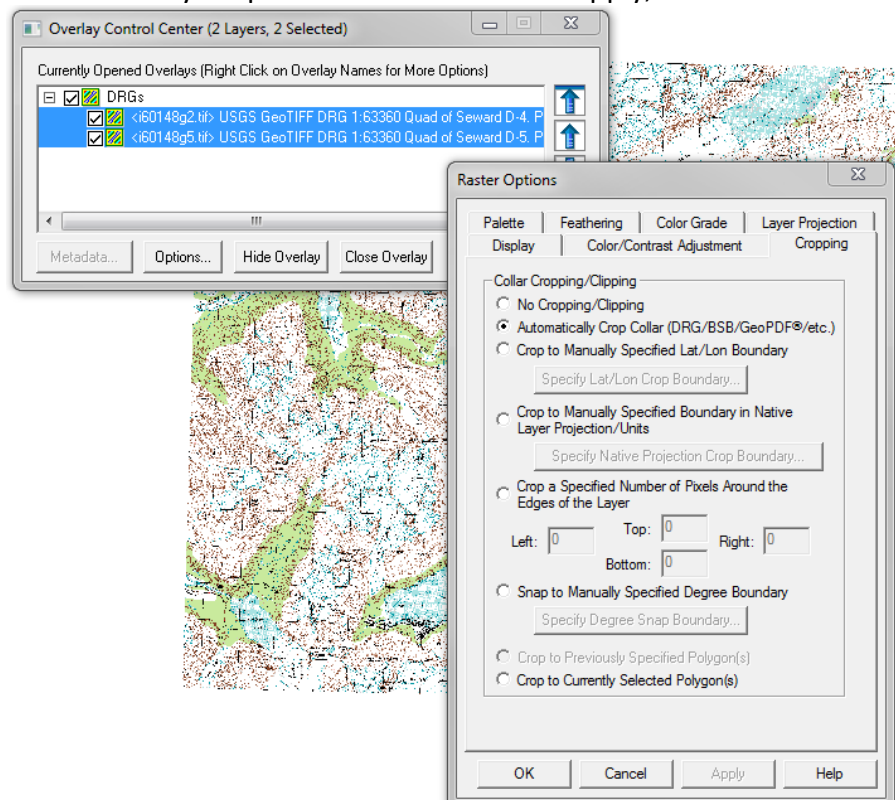 Overlay Control Center (2 Layers, 2 Selected)
Currently Opened Overlays (Right Click on Overlay Names for More Options)
DRGs
<i60148g2.tif> USGS GeoTIFF DRG 1:63360 Quad of Seward D-4. P
<i60148g5.tif> USGS GeoTIFF DRG 1:63360 Quad of Seward D-5. P
Metadata... Options... Hide Overlay Close Overlay
Raster Options
Palette Feathering Color Grade Layer Projection
Display Color/Contrast Adjustment Cropping
Collar Cropping/Clipping
No Cropping/Clipping
Automatically Crop Collar (DRG/BSB/GeoPDF®/etc.)
Crop to Manually Specified Lat/Lon Boundary
Specify Lat/Lon Crop Boundary...
Crop to Manually Specified Boundary in Native
Layer Projection/Units
Specify Native Projection Crop Boundary...
Crop a Specified Number of Pixels Around the
Edges of the Layer
Left: 0 Top: 0 Right: 0
Bottom: 0
Snap to Manually Specified Degree Boundary
Specify Degree Snap Boundary...
Crop to Previously Specified Polygon(s)
Crop to Currently Selected Polygon(s)
OK Cancel Apply Help